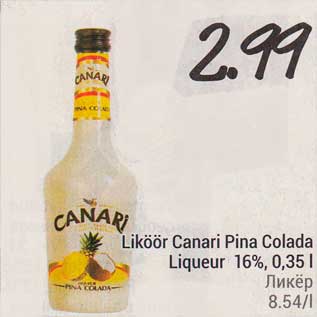 2.99
CANARI
PINA COLADA
CANARI
LIQUEUR
PINA COLADA
Liköör Canari Pina Colada
Liqueur 16%, 0,35 l
Ликёр
8.54/l